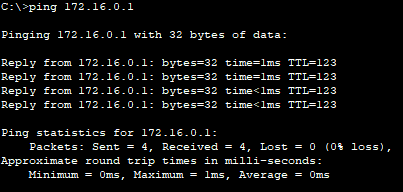 C:\>ping 172.16.0.1
Pinging 172.16.0.1 with 32 bytes of data:
Reply from 172.16.0.1: bytes=32 time=1ms TTL=123
Reply from 172.16.0.1: bytes=32 time=1ms TTL=123
Reply from 172.16.0.1: bytes=32 time<1ms TTL=123
Reply from 172.16.0.1: bytes=32 time<1ms TTL=123
Ping statistics for 172.16.0.1:
    Packets: Sent = 4, Received = 4, Lost = 0 (0% loss),
Approximate round trip times in milli-seconds:
    Minimum = 0ms, Maximum = 1ms, Average = 0ms